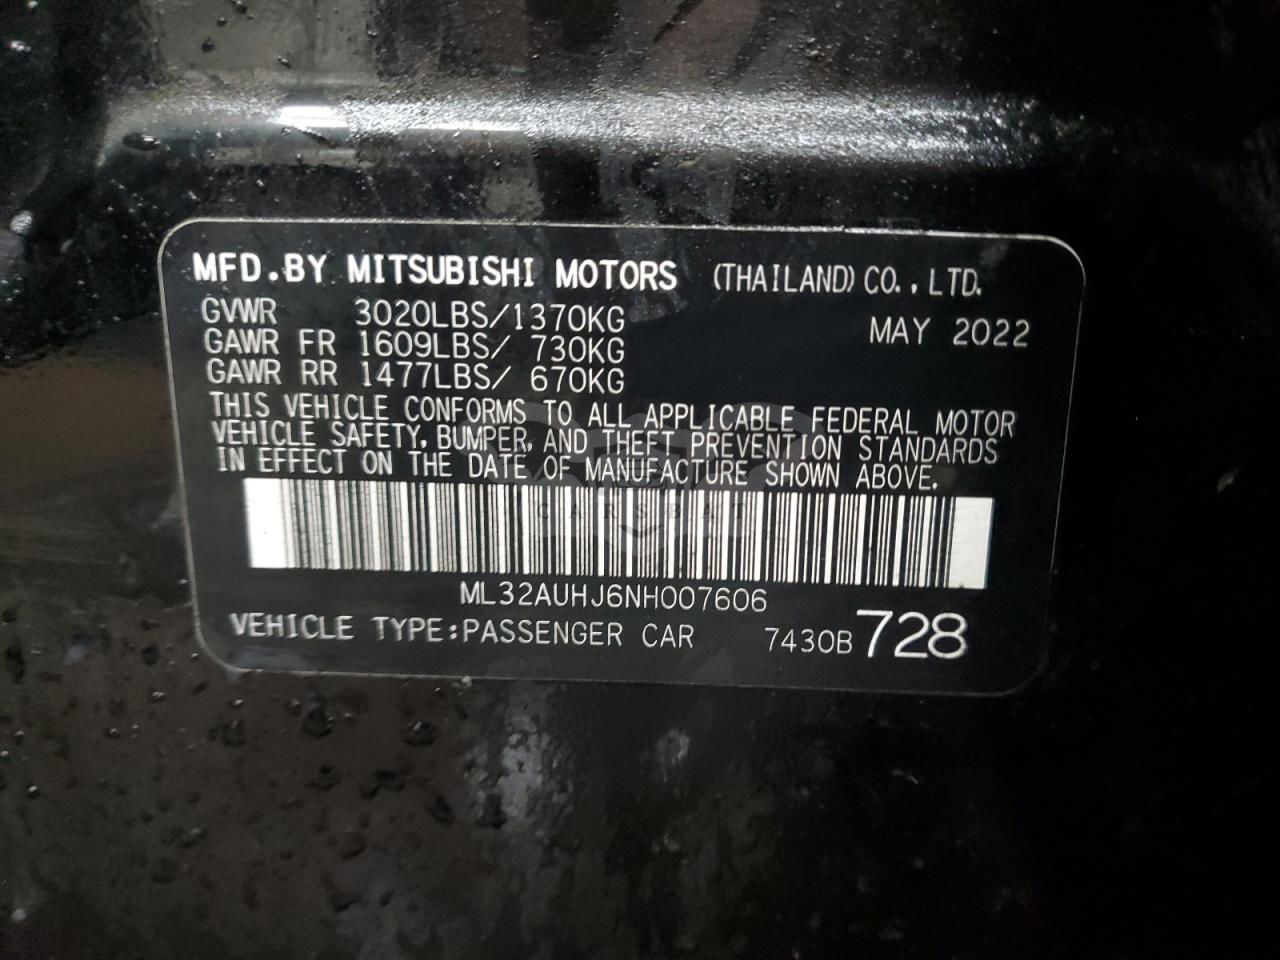 MFD.BY MITSUBISHI MOTORS (THAILAND) CO., LTD.
GVWR 3020LBS/1370KG MAY 2022
GAWR FR 1609LBS/ 730KG
GAWR RR 1477LBS/ 670KG
THIS VEHICLE CONFORMS TO ALL APPLICABLE FEDERAL MOTOR
VEHICLE SAFETY, BUMPER, AND THEFT PREVENTION STANDARDS
IN EFFECT ON THE DATE OF MANUFACTURE SHOWN ABOVE.
CARSBAT
ML32AUHJ6NH007606
VEHICLE TYPE:PASSENGER CAR 7430B 728